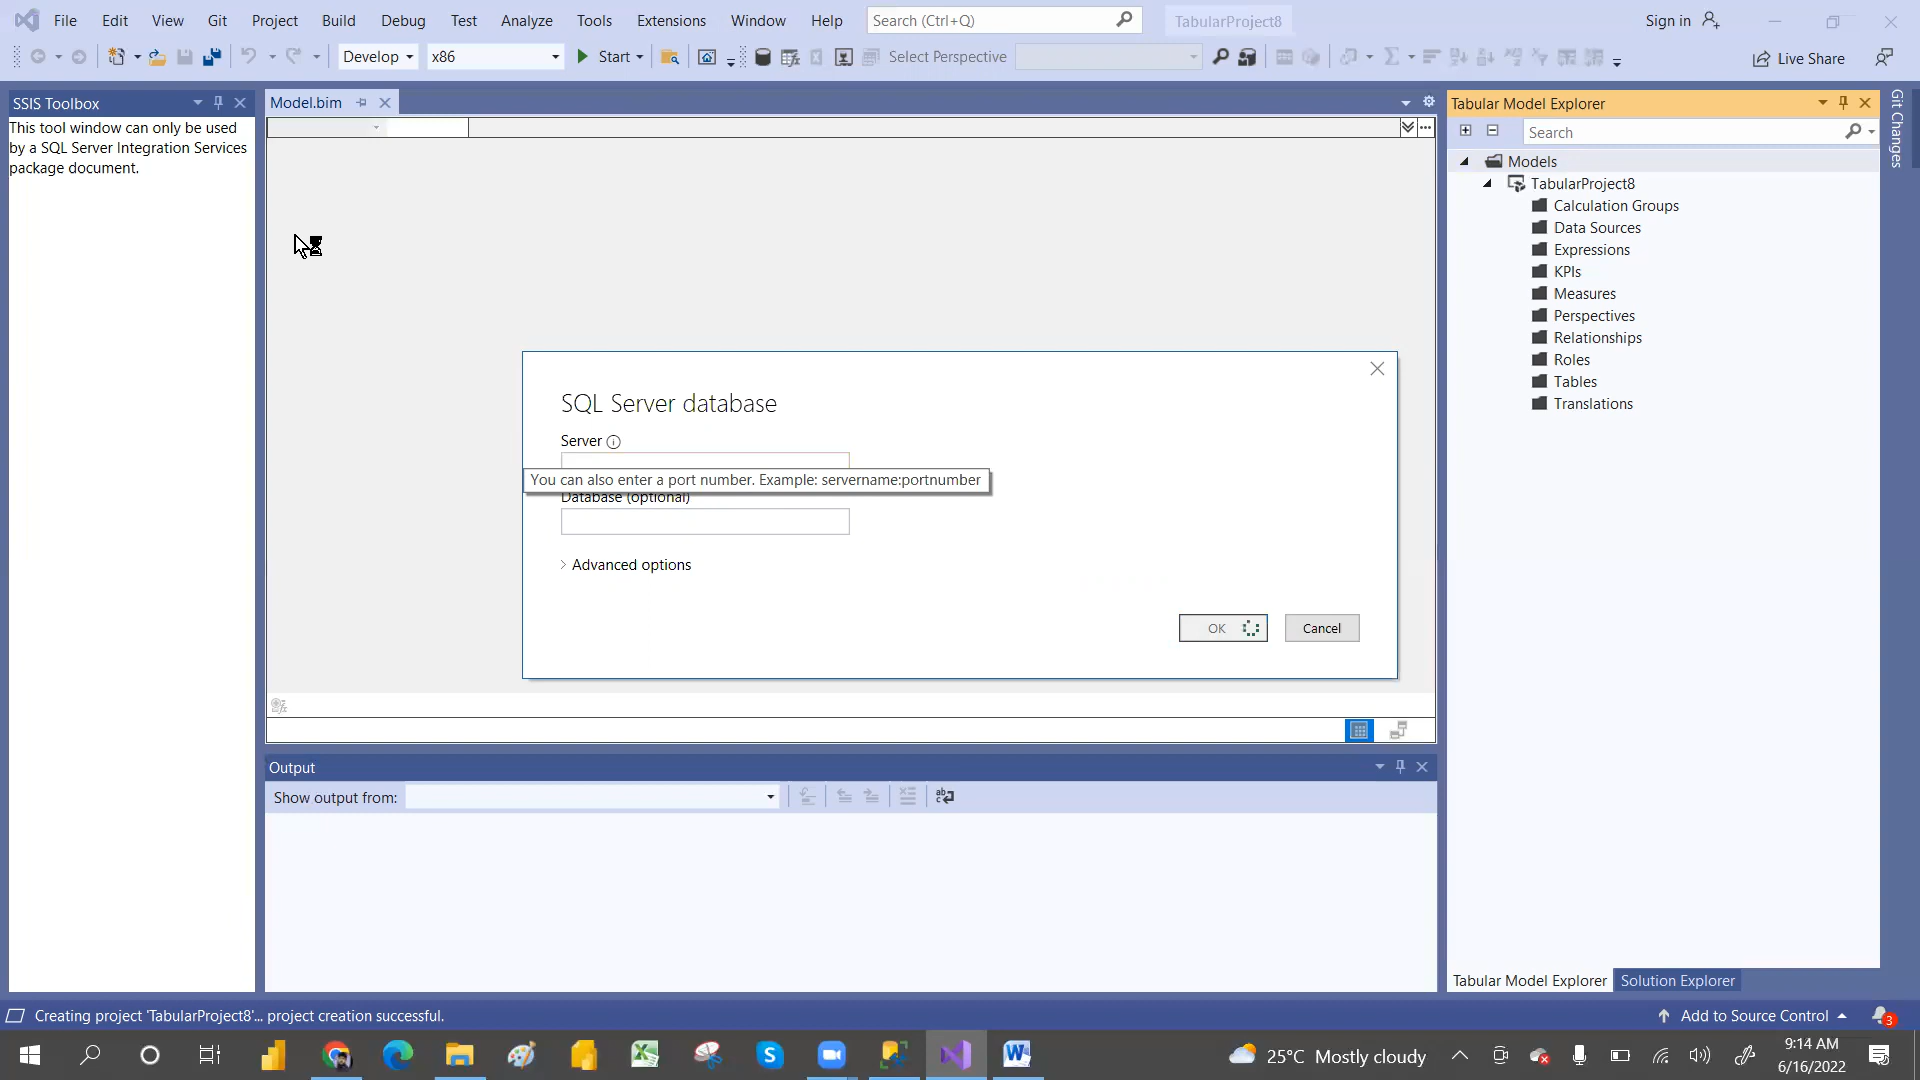 File Edit View Git Project Build Debug Test Analyze Tools Extensions Window Help Search (Ctrl+Q) TabularProject8 Sign in
Develop x86 Start Select Perspective Live Share
SSIS Toolbox
This tool window can only be used
by a SQL Server Integration Services
package document.
Model.bim
SQL Server database
Server
You can also enter a port number. Example: servername:portnumber
Database (optional)
Advanced options
OK Cancel
Output
Show output from:
Tabular Model Explorer
Search
Models
TabularProject8
Calculation Groups
Data Sources
Expressions
KPIs
Measures
Perspectives
Relationships
Roles
Tables
Translations
Tabular Model Explorer Solution Explorer
Git Changes
Creating project 'TabularProject8'... project creation successful.
Add to Source Control
3
25°C Mostly cloudy
9:14 AM
6/16/2022